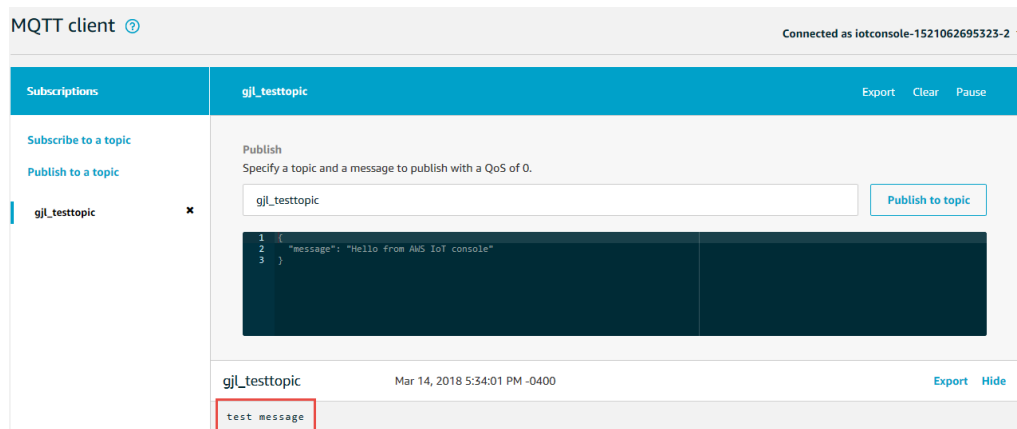 MQTT client ?
Connected as iotconsole-1521062695323-2
Subscriptions
gjl_testtopic
Export Clear Pause
Subscribe to a topic
Publish to a topic
gjl_testtopic
Publish
Specify a topic and a message to publish with a QoS of 0.
gjl_testtopic
Publish to topic
1 {
2 "message": "Hello from AWS IoT console"
3 }
gjl_testtopic
Mar 14, 2018 5:34:01 PM -0400
Export Hide
test message